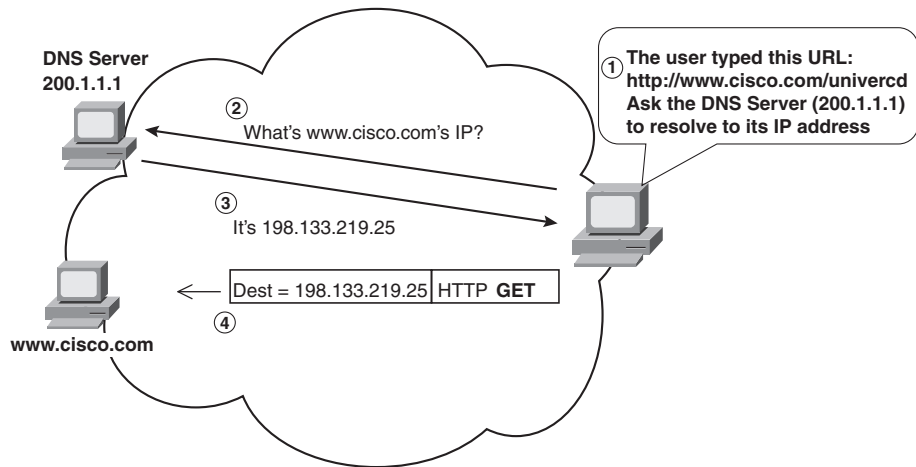 DNS Server
200.1.1.1
① The user typed this URL:
http://www.cisco.com/univercd
Ask the DNS Server (200.1.1.1)
to resolve to its IP address
②
What's www.cisco.com's IP?
③
It's 198.133.219.25
Dest = 198.133.219.25 HTTP GET
④
www.cisco.com